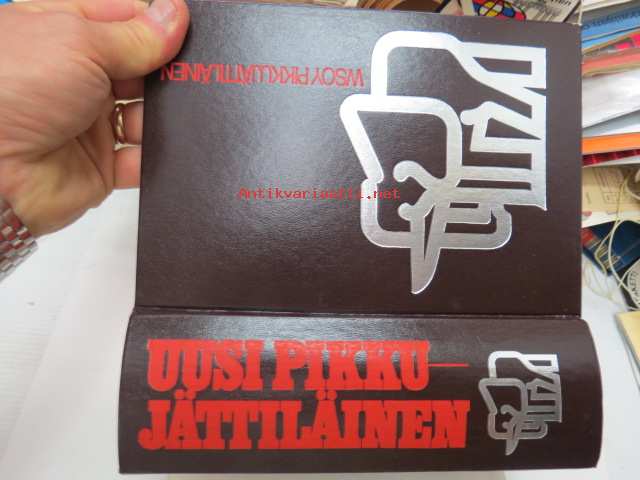 WSOY PIKKUJÄTTILÄINEN
Antikvariaatti.net
UUSI PIKKU-
JÄTTILÄINEN